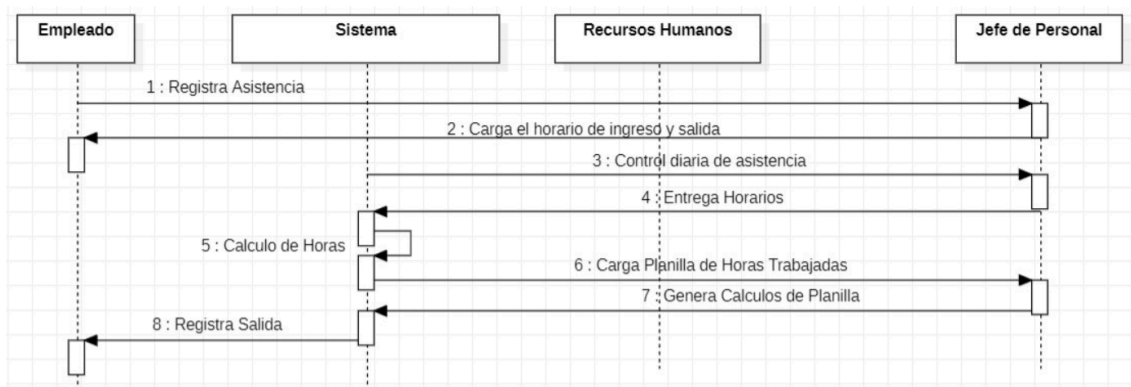 Empleado
Sistema
Recursos Humanos
Jefe de Personal
1 : Registra Asistencia
2 : Carga el horario de ingreso y salida
3 : Control diaria de asistencia
4 : Entrega Horarios
5 : Calculo de Horas
6 : Carga Planilla de Horas Trabajadas
7 : Genera Calculos de Planilla
8 : Registra Salida